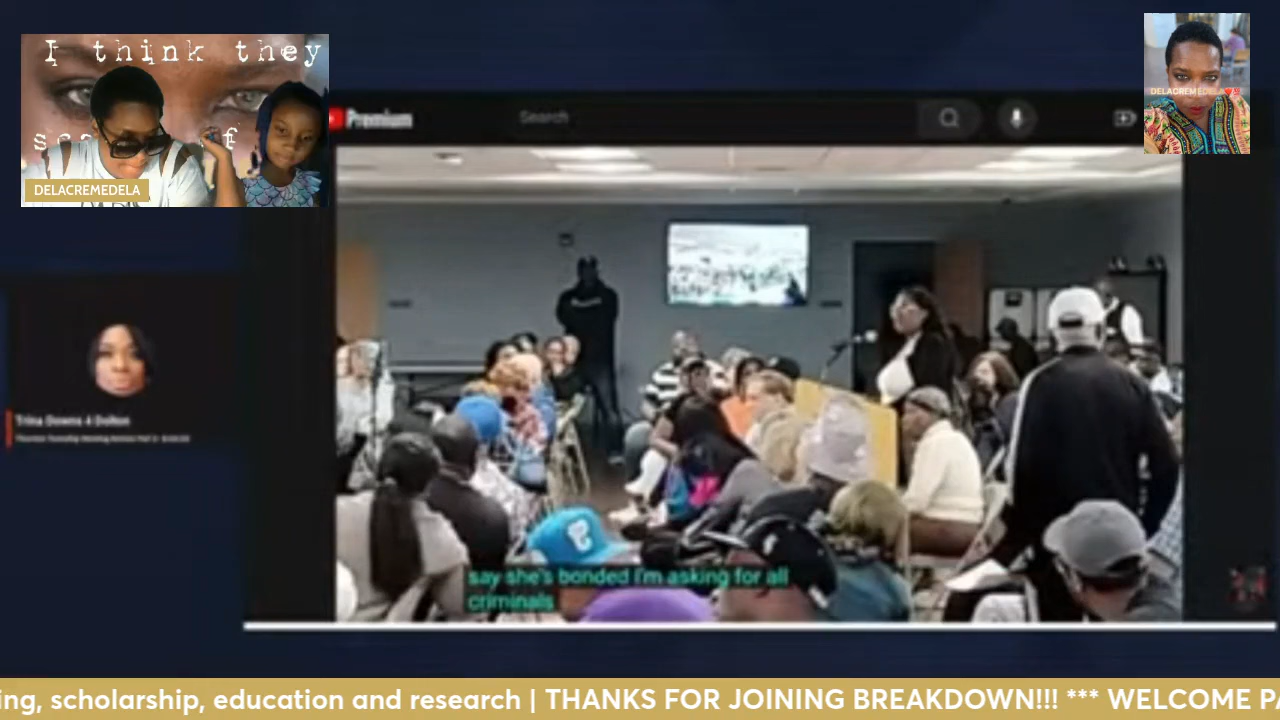 I think they
DELACREMEDELA
DELACREMEDELA
Premium
Search
Trina Downs 4 Dolton
say she's bonded I'm asking for all
criminals
ing, scholarship, education and research | THANKS FOR JOINING BREAKDOWN!!! *** WELCOME PA